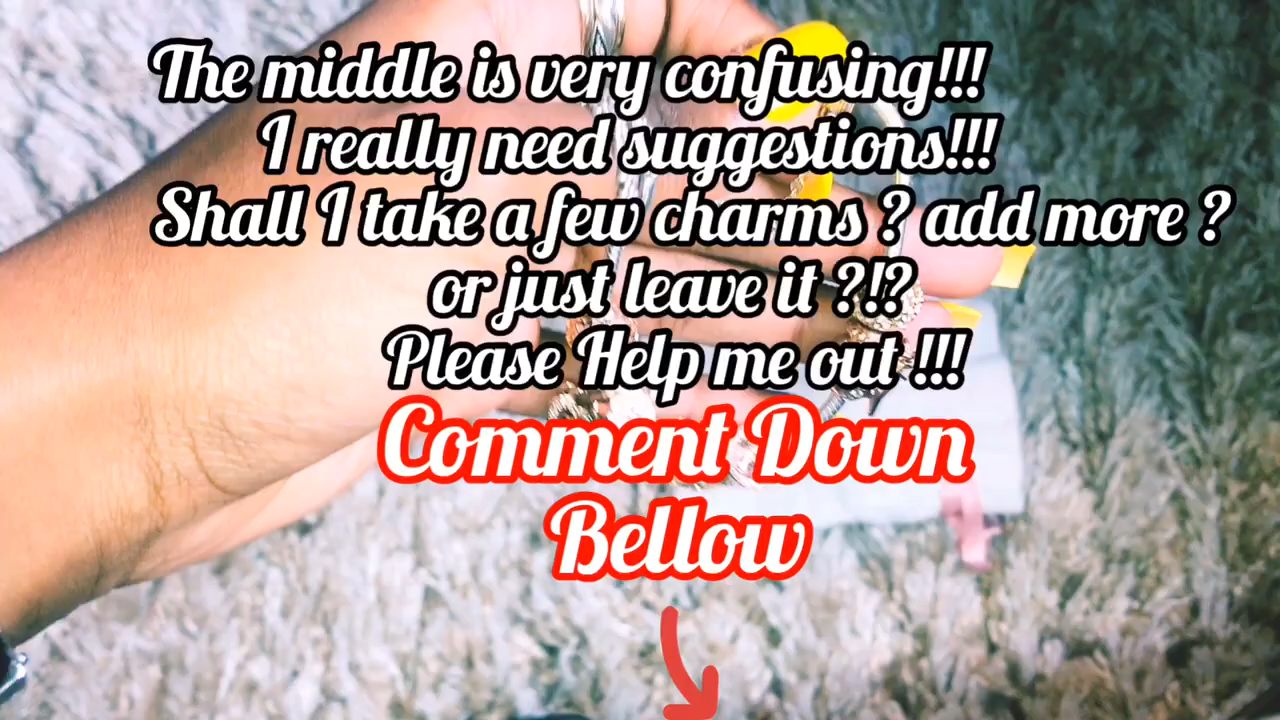 The middle is very confusing!!!
I really need suggestions!!!
Shall I take a few charms ? add more ?
or just leave it ?!?
Please Help me out !!!
Comment Down
Bellow